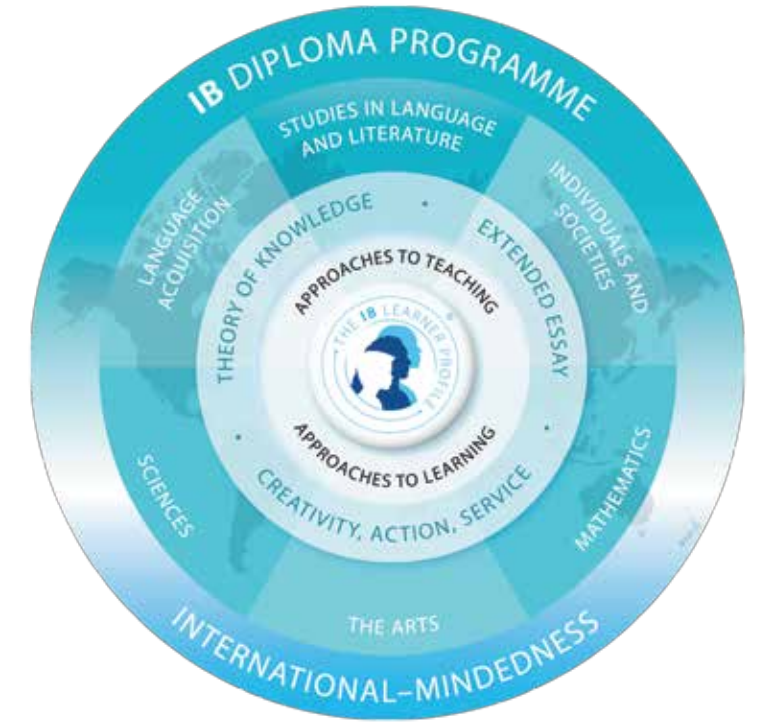 IB DIPLOMA PROGRAMME
STUDIES IN LANGUAGE
AND LITERATURE
LANGUAGE
ACQUISITION
INDIVIDUALS AND
SOCIETIES
THEORY OF KNOWLEDGE
EXTENDED ESSAY
APPROACHES TO TEACHING
THE IB LEARNER PROFILE
®
APPROACHES TO LEARNING
CREATIVITY, ACTION, SERVICE
SCIENCES
MATHEMATICS
THE ARTS
INTERNATIONAL–MINDEDNESS